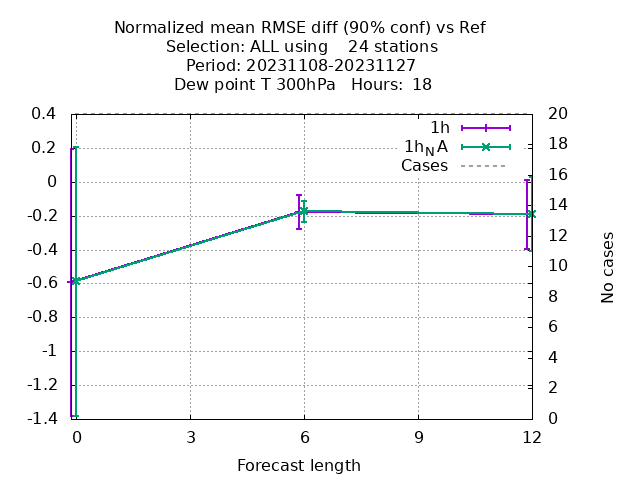 Normalized mean RMSE diff (90% conf) vs Ref
Selection: ALL using    24 stations
Period: 20231108-20231127
Dew point T 300hPa   Hours:  18
0.4
0.2
0
-0.2
-0.4
-0.6
-0.8
-1
-1.2
-1.4
1h
1hNA
Cases
20
18
16
14
12
10
8
6
4
2
0
No cases
0 3 6 9 12
Forecast length